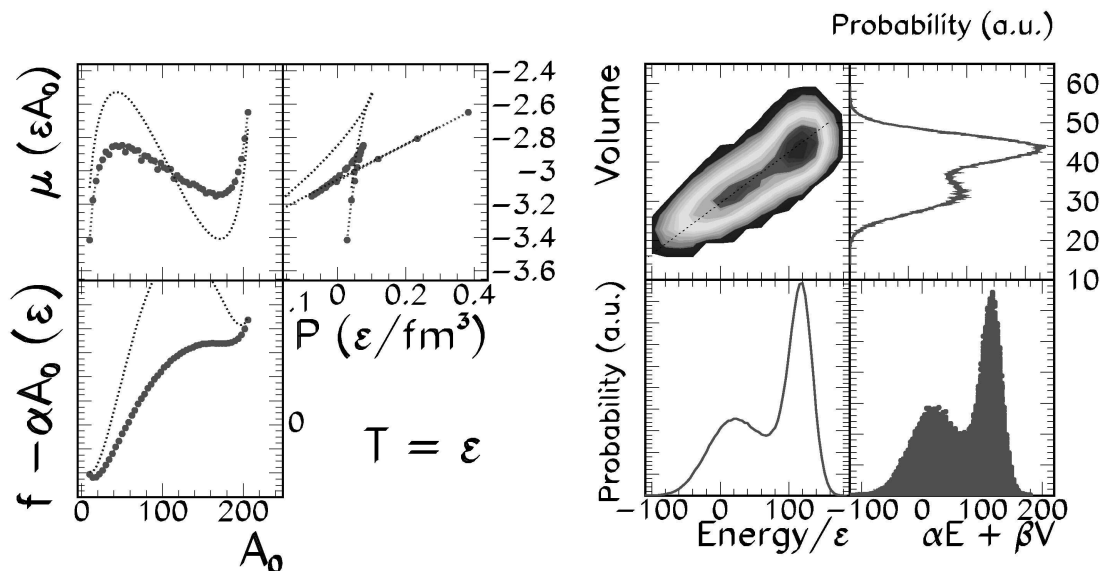 Probability (a.u.)
μ (εA₀)
−2.4
−2.6
−2.8
−3
−3.2
−3.4
−3.6
Volume
60
50
40
30
20
10
f −αA₀ (ε)
.1 0 0.2 0.4
P (ε/fm³)
0
T = ε
0 100 200
A₀
Probability (a.u.)
−100 0 100
Energy/ε
−100 0 100 200
αE + βV